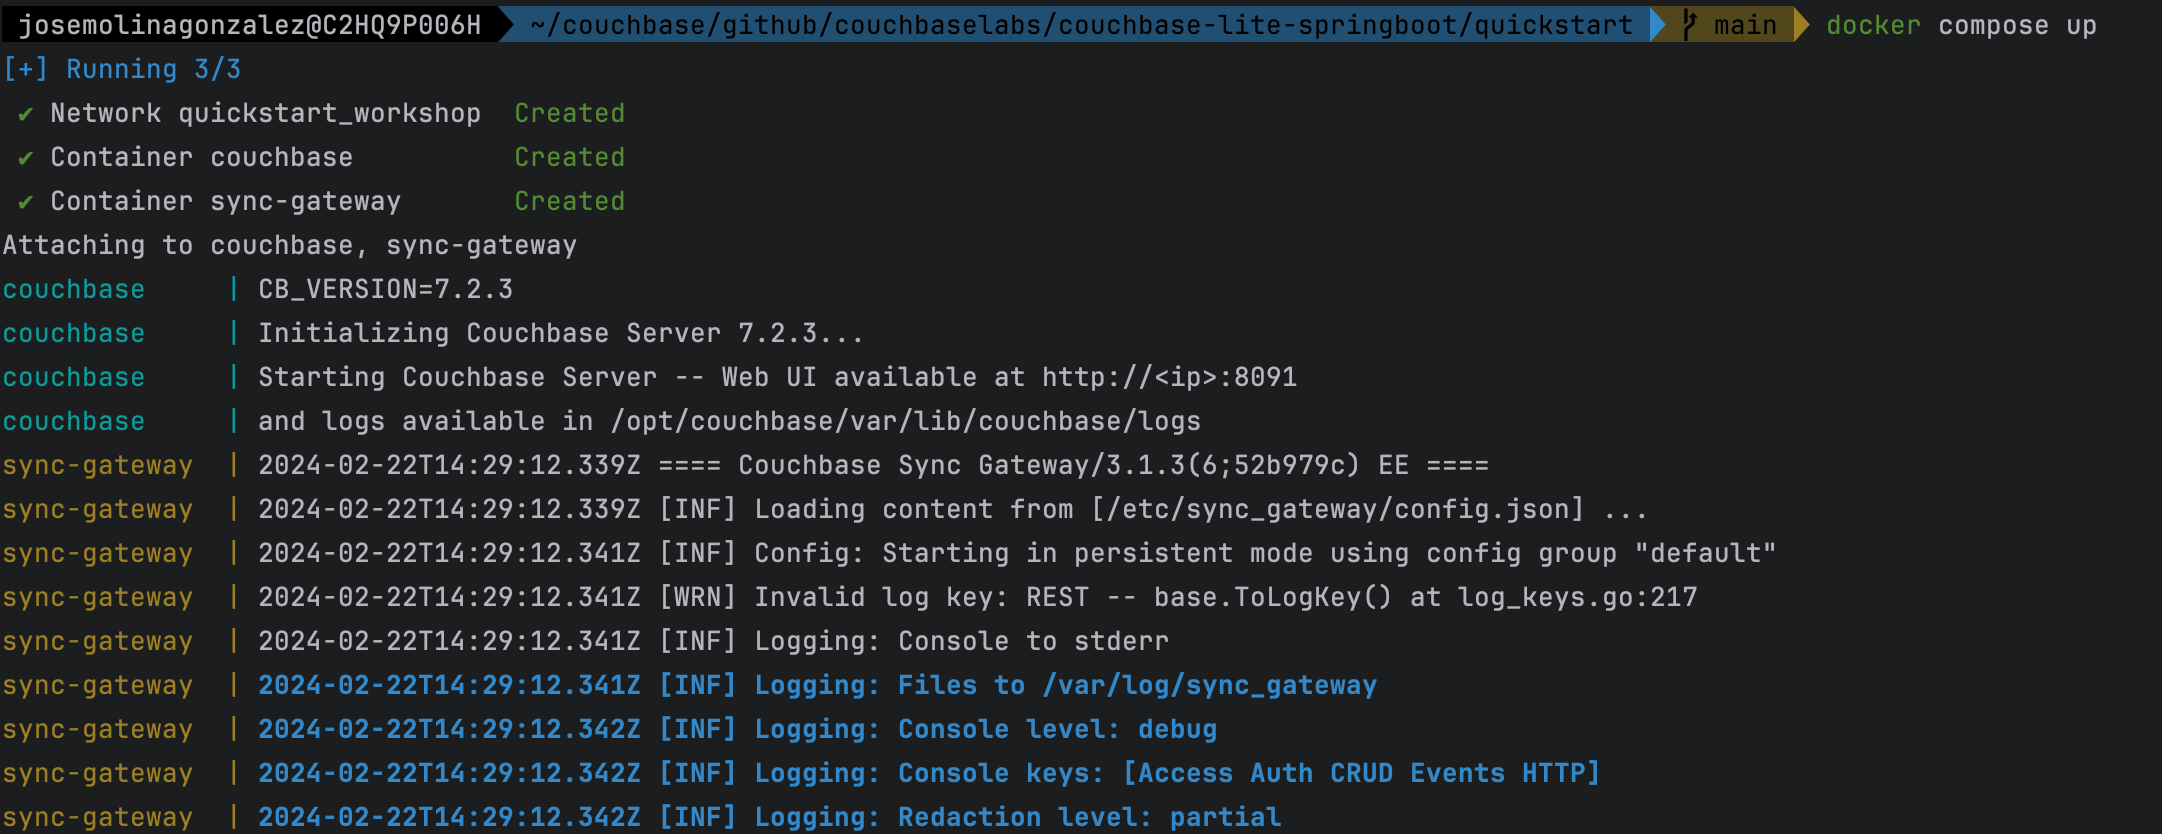 josemolinagonzalez@C2HQ9P006H ~/couchbase/github/couchbaselabs/couchbase-lite-springboot/quickstart main docker compose up
[+] Running 3/3
✔ Network quickstart_workshop Created
✔ Container couchbase Created
✔ Container sync-gateway Created
Attaching to couchbase, sync-gateway
couchbase | CB_VERSION=7.2.3
couchbase | Initializing Couchbase Server 7.2.3...
couchbase | Starting Couchbase Server -- Web UI available at http://<ip>:8091
couchbase | and logs available in /opt/couchbase/var/lib/couchbase/logs
sync-gateway | 2024-02-22T14:29:12.339Z ==== Couchbase Sync Gateway/3.1.3(6;52b979c) EE ====
sync-gateway | 2024-02-22T14:29:12.339Z [INF] Loading content from [/etc/sync_gateway/config.json] ...
sync-gateway | 2024-02-22T14:29:12.341Z [INF] Config: Starting in persistent mode using config group "default"
sync-gateway | 2024-02-22T14:29:12.341Z [WRN] Invalid log key: REST -- base.ToLogKey() at log_keys.go:217
sync-gateway | 2024-02-22T14:29:12.341Z [INF] Logging: Console to stderr
sync-gateway | 2024-02-22T14:29:12.341Z [INF] Logging: Files to /var/log/sync_gateway
sync-gateway | 2024-02-22T14:29:12.342Z [INF] Logging: Console level: debug
sync-gateway | 2024-02-22T14:29:12.342Z [INF] Logging: Console keys: [Access Auth CRUD Events HTTP]
sync-gateway | 2024-02-22T14:29:12.342Z [INF] Logging: Redaction level: partial